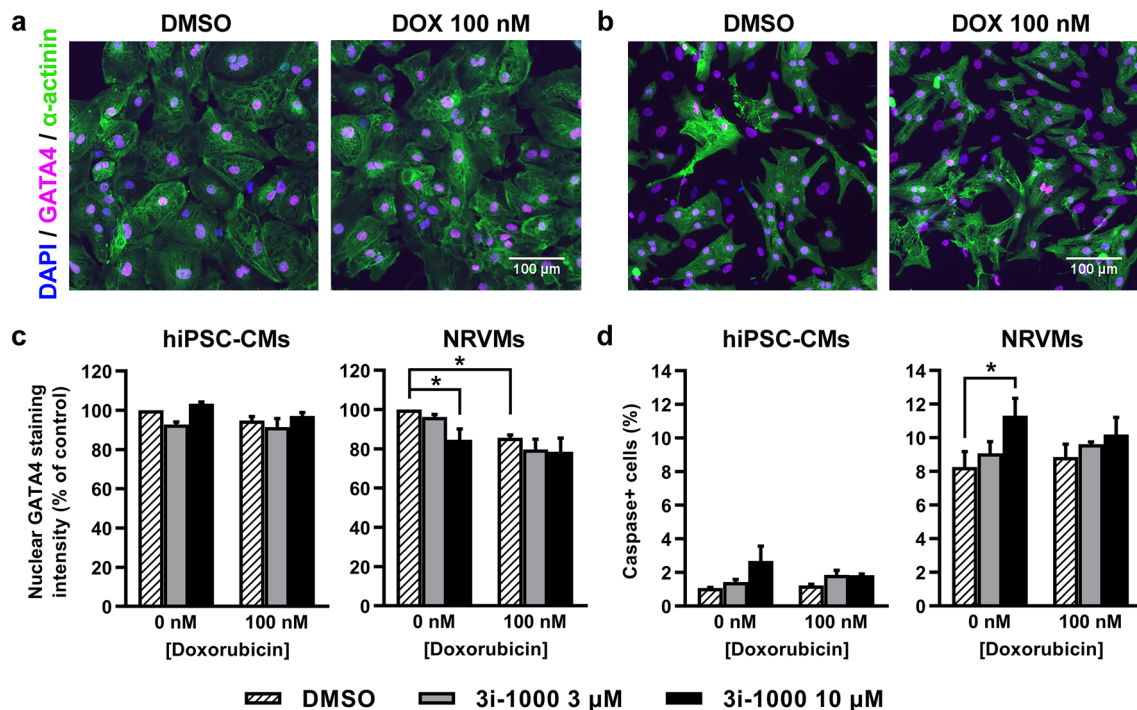 a
DMSO
DOX 100 nM
b
DMSO
DOX 100 nM
DAPI / GATA4 / α-actinin
100 µm
100 µm
c
hiPSC-CMs
NRVMs
d
hiPSC-CMs
NRVMs
Nuclear GATA4 staining
intensity (% of control)
120
100
80
60
40
20
0
0 nM
100 nM
[Doxorubicin]
120
100
80
60
40
20
0
*
*
0 nM
100 nM
[Doxorubicin]
Caspase+ cells (%)
14
12
10
8
6
4
2
0
0 nM
100 nM
[Doxorubicin]
14
12
10
8
6
4
2
0
*
0 nM
100 nM
[Doxorubicin]
DMSO
3i-1000 3 µM
3i-1000 10 µM